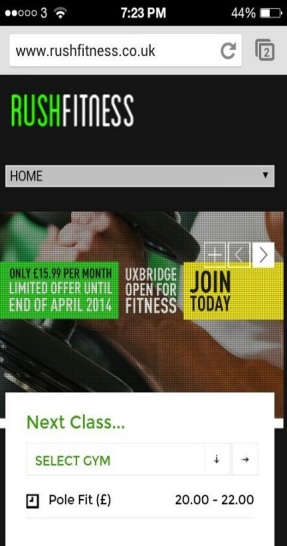 3 7:23 PM 44%
www.rushfitness.co.uk 2
RUSHFITNESS
HOME
ONLY £15.99 PER MONTH
LIMITED OFFER UNTIL
END OF APRIL 2014
UXBRIDGE
OPEN FOR
FITNESS
JOIN
TODAY
Next Class...
SELECT GYM
Pole Fit (£) 20.00 - 22.00